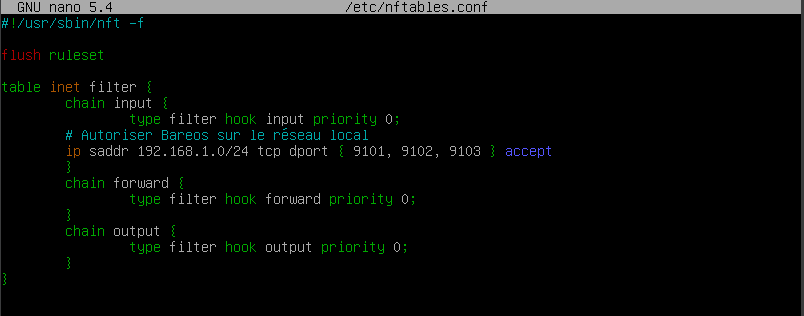 GNU nano 5.4 /etc/nftables.conf
#!/usr/sbin/nft -f
flush ruleset
table inet filter {
chain input {
type filter hook input priority 0;
# Autoriser Bareos sur le réseau local
ip saddr 192.168.1.0/24 tcp dport { 9101, 9102, 9103 } accept
}
chain forward {
type filter hook forward priority 0;
}
chain output {
type filter hook output priority 0;
}
}